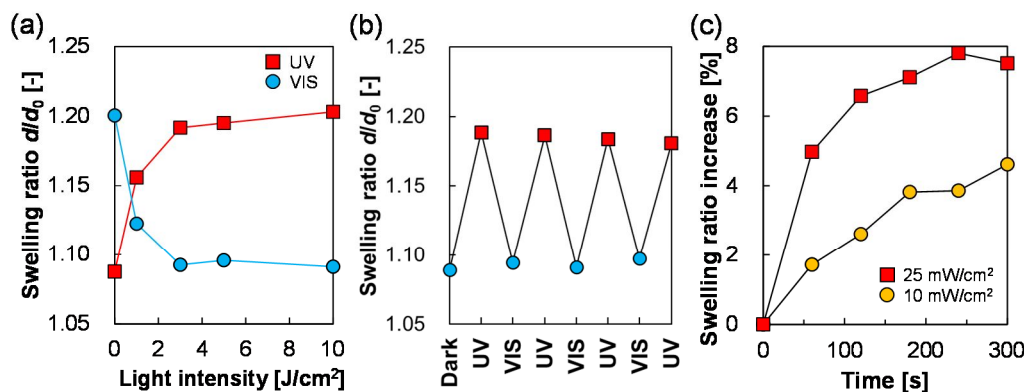 (a)
Swelling ratio d/d₀ [-]
1.25
1.20
1.15
1.10
1.05
UV
VIS
0
2
4
6
8
10
Light intensity [J/cm²]
(b)
Swelling ratio d/d₀ [-]
1.25
1.20
1.15
1.10
1.05
Dark
UV
VIS
UV
VIS
UV
VIS
UV
(c)
Swelling ratio increase [%]
8
6
4
2
0
25 mW/cm²
10 mW/cm²
0
100
200
300
Time [s]